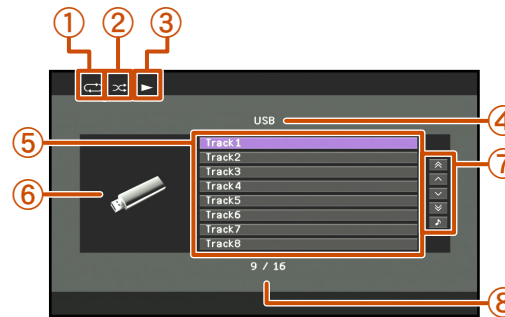 ① ② ③
USB ④
⑤ Track1
Track2
Track3 ⑦
Track4
⑥ Track5
Track6
Track7
Track8
9 / 16
⑧